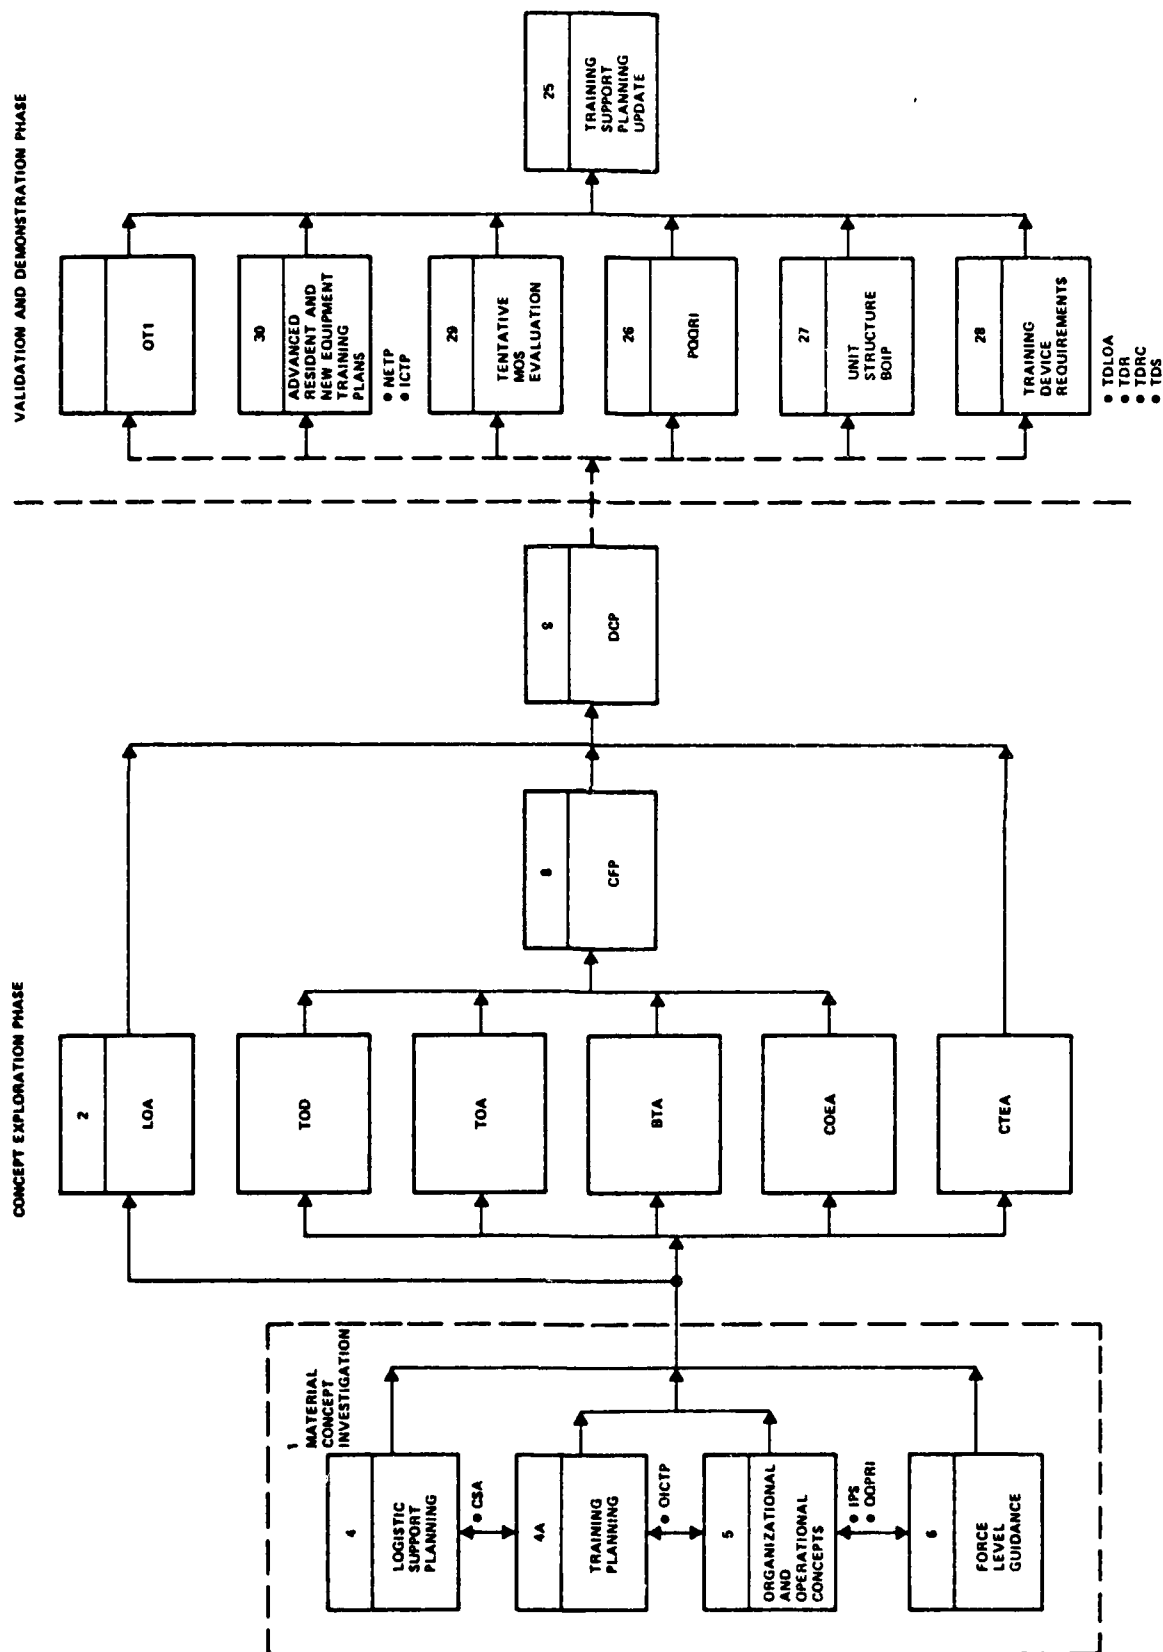 CONCEPT EXPLORATION PHASE
VALIDATION AND DEMONSTRATION PHASE
1
MATERIAL
CONCEPT
INVESTIGATION
4
LOGISTIC
SUPPORT
PLANNING
● CSA
4A
TRAINING
PLANNING
● OICTP
5
ORGANIZATIONAL
AND
OPERATIONAL
CONCEPTS
● IPS
● OQPRI
6
FORCE
LEVEL
GUIDANCE
2
LOA
TOD
TOA
BTA
COEA
CTEA
8
CFP
DCP
OT1
30
ADVANCED
RESIDENT AND
NEW EQUIPMENT
TRAINING
PLANS
● NETP
● ICTP
29
TENTATIVE
MOS
EVALUATION
26
PQQRI
27
UNIT
STRUCTURE
BOIP
28
TRAINING
DEVICE
REQUIREMENTS
● TDLOA
● TDR
● TDRC
● TDS
25
TRAINING
SUPPORT
PLANNING
UPDATE